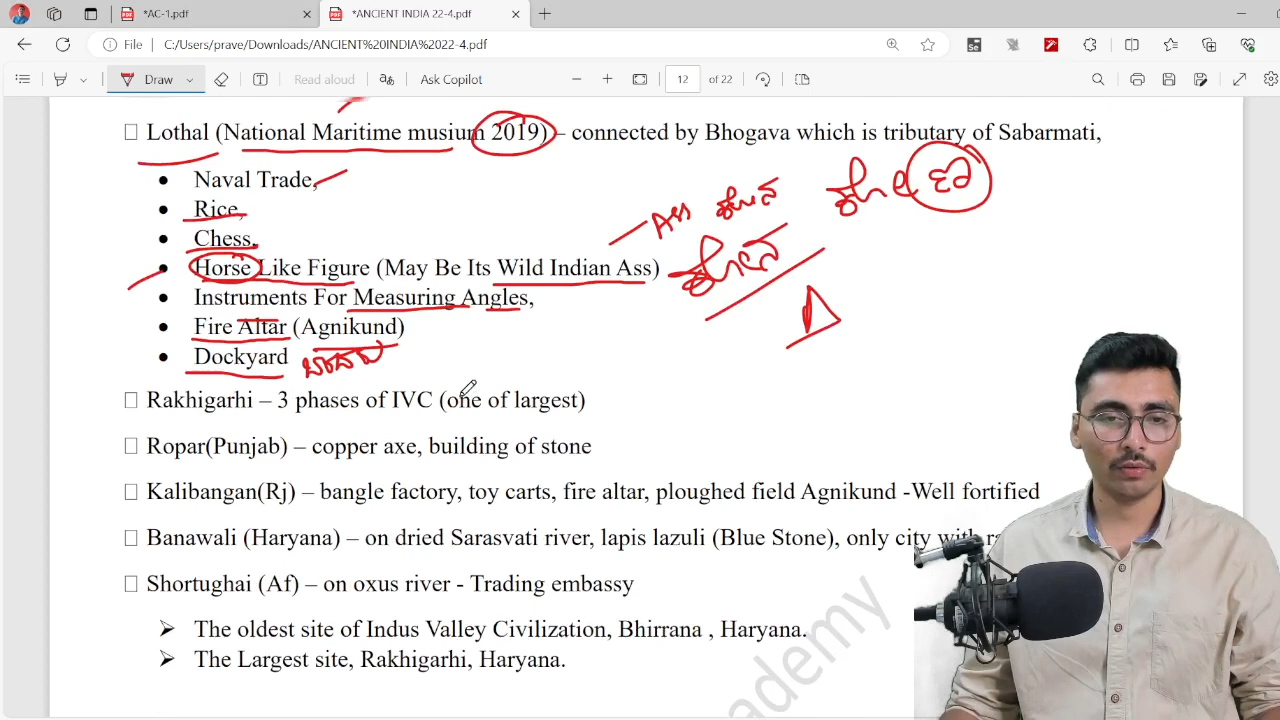 *AC-1.pdf
*ANCIENT INDIA 22-4.pdf
File C:/Users/prave/Downloads/ANCIENT%20INDIA%2022-4.pdf
Draw
Read aloud
Ask Copilot
12 of 22
Lothal (National Maritime musium 2019) – connected by Bhogava which is tributary of Sabarmati,
• Naval Trade,
• Rice,
• Chess,
• Horse Like Figure (May Be Its Wild Indian Ass)
Ass
• Instruments For Measuring Angles,
• Fire Altar (Agnikund)
• Dockyard
Rakhigarhi – 3 phases of IVC (one of largest)
Ropar(Punjab) – copper axe, building of stone
Kalibangan(Rj) – bangle factory, toy carts, fire altar, ploughed field Agnikund -Well fortified
Banawali (Haryana) – on dried Sarasvati river, lapis lazuli (Blue Stone), only city with
Shortughai (Af) – on oxus river - Trading embassy
➢ The oldest site of Indus Valley Civilization, Bhirrana , Haryana.
➢ The Largest site, Rakhigarhi, Haryana.
ademy